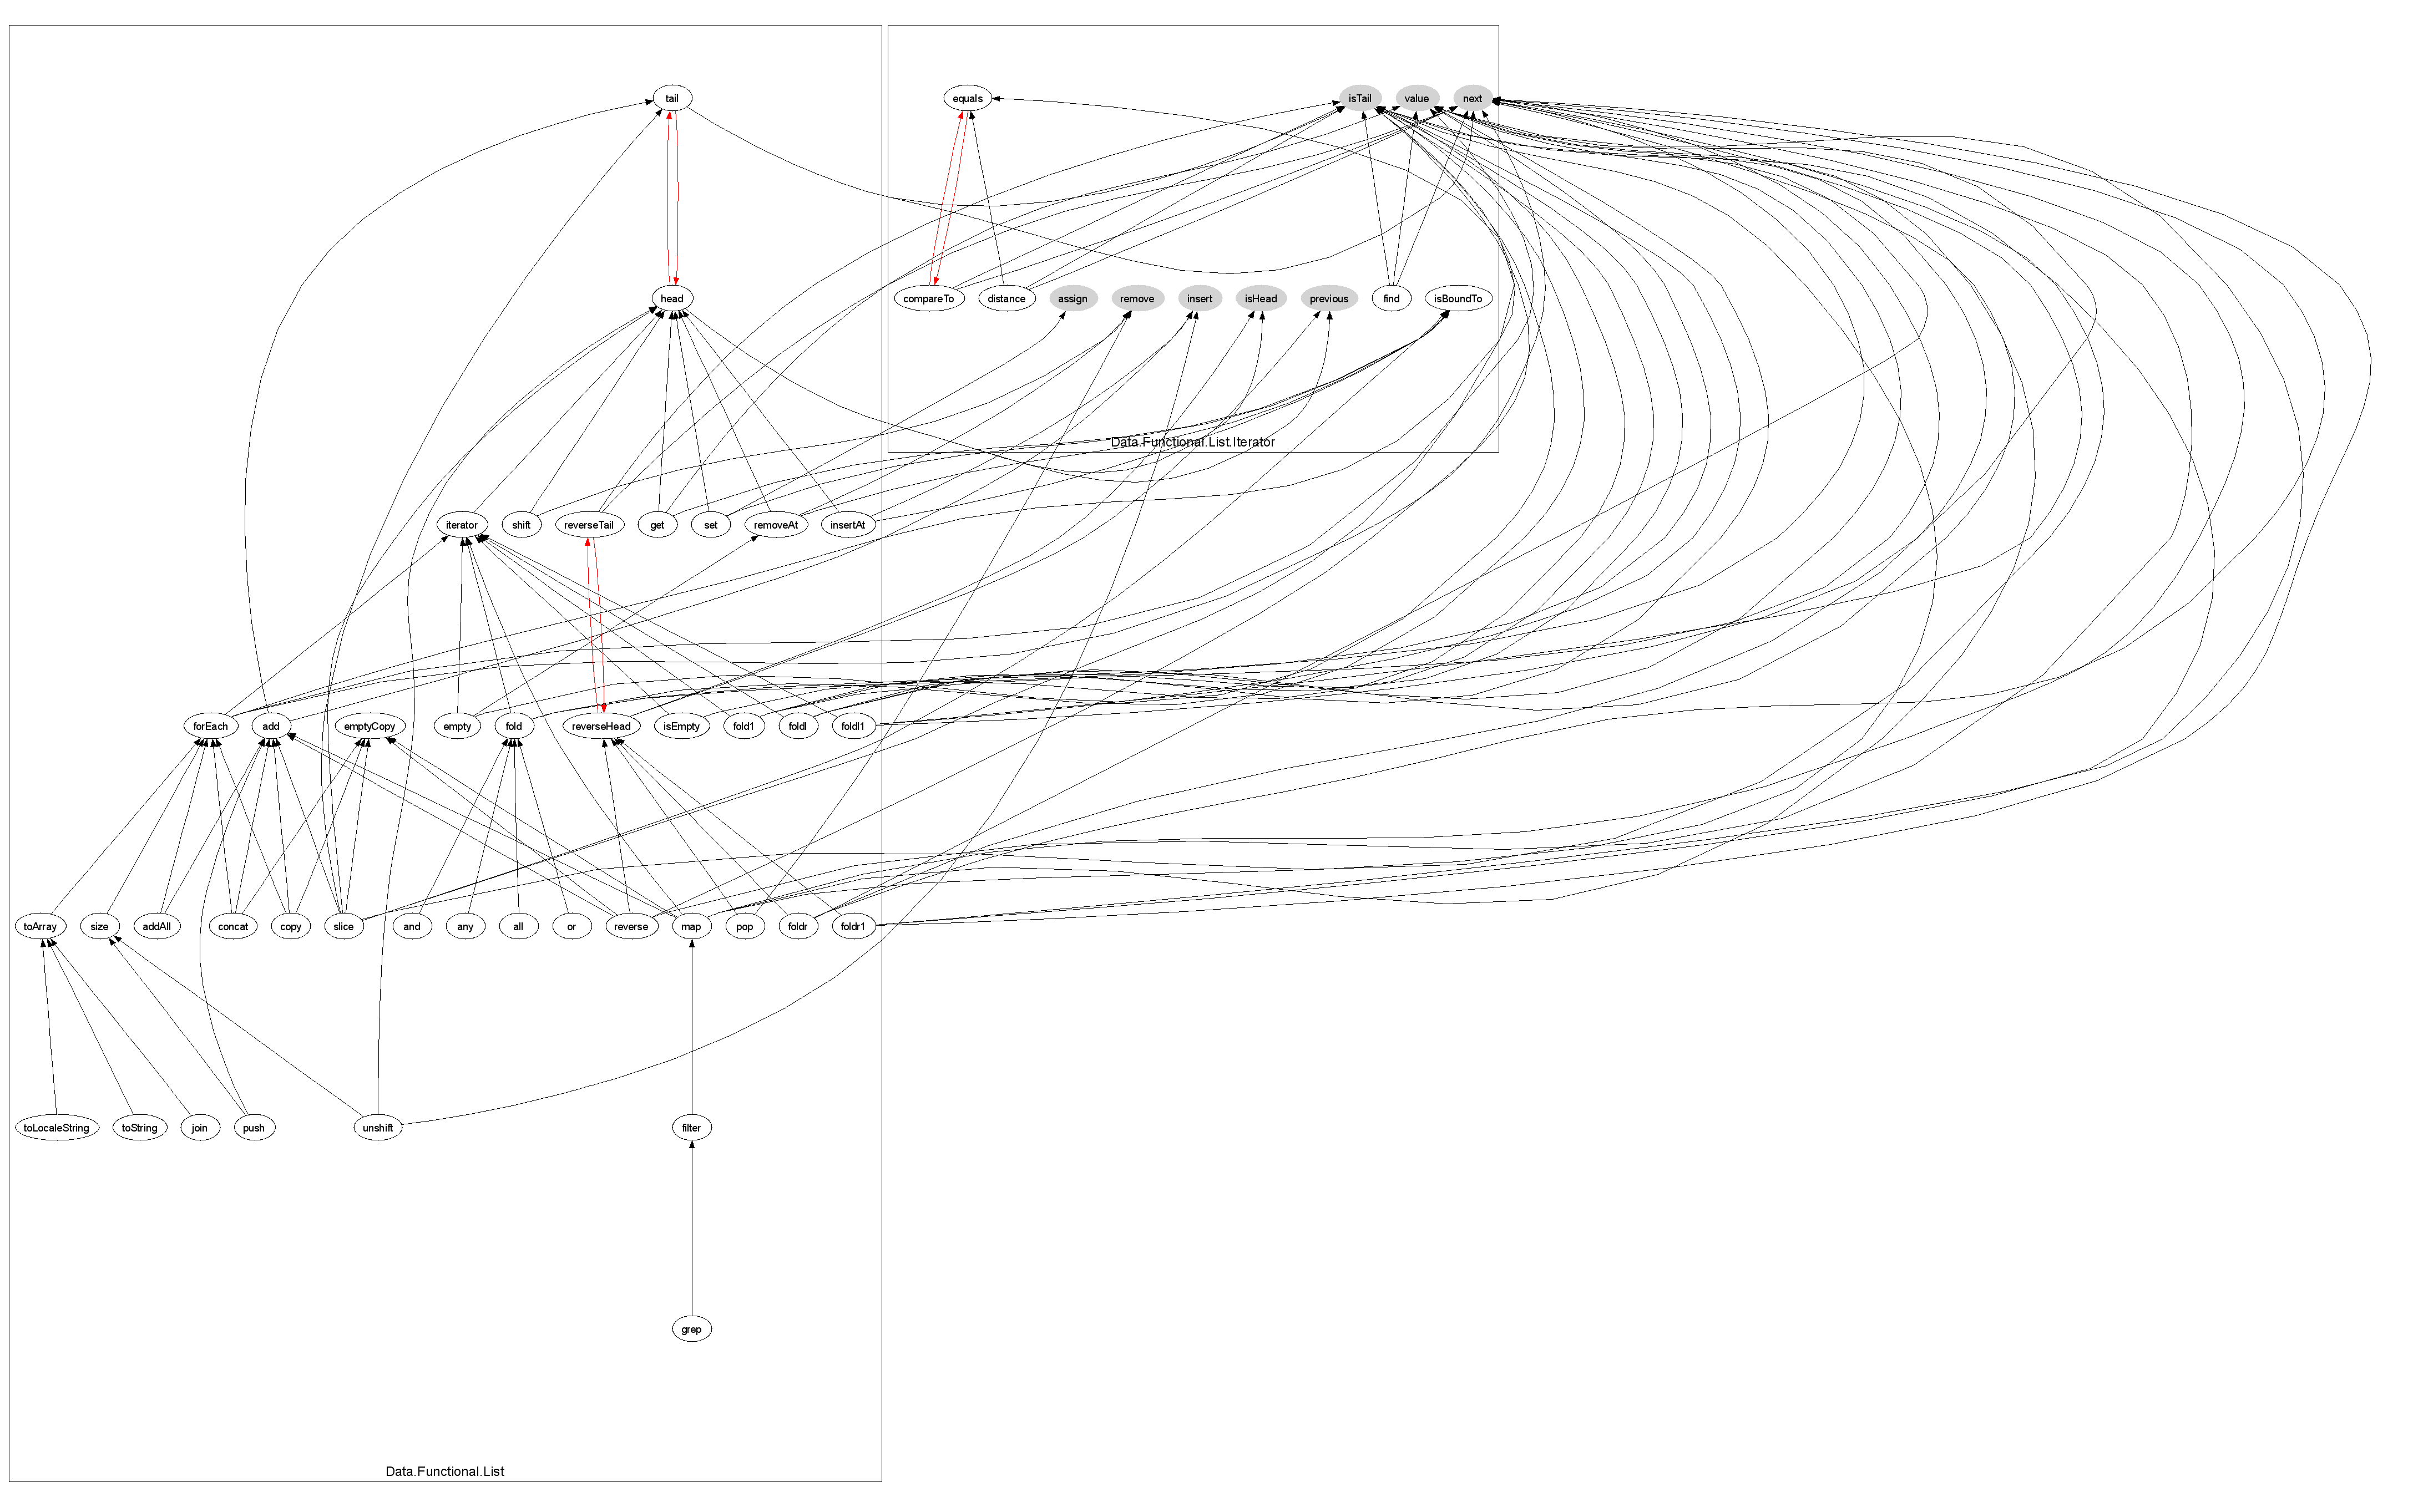 tail
equals
isTail
value
next
head
compareTo
distance
assign
remove
insert
isHead
previous
find
isBoundTo
Data.Functional.List.Iterator
iterator
shift
reverseTail
get
set
removeAt
insertAt
forEach
add
emptyCopy
empty
fold
reverseHead
isEmpty
fold1
foldl
foldl1
toArray
size
addAll
concat
copy
slice
and
any
all
or
reverse
map
pop
foldr
foldr1
toLocaleString
toString
join
push
unshift
filter
grep
Data.Functional.List